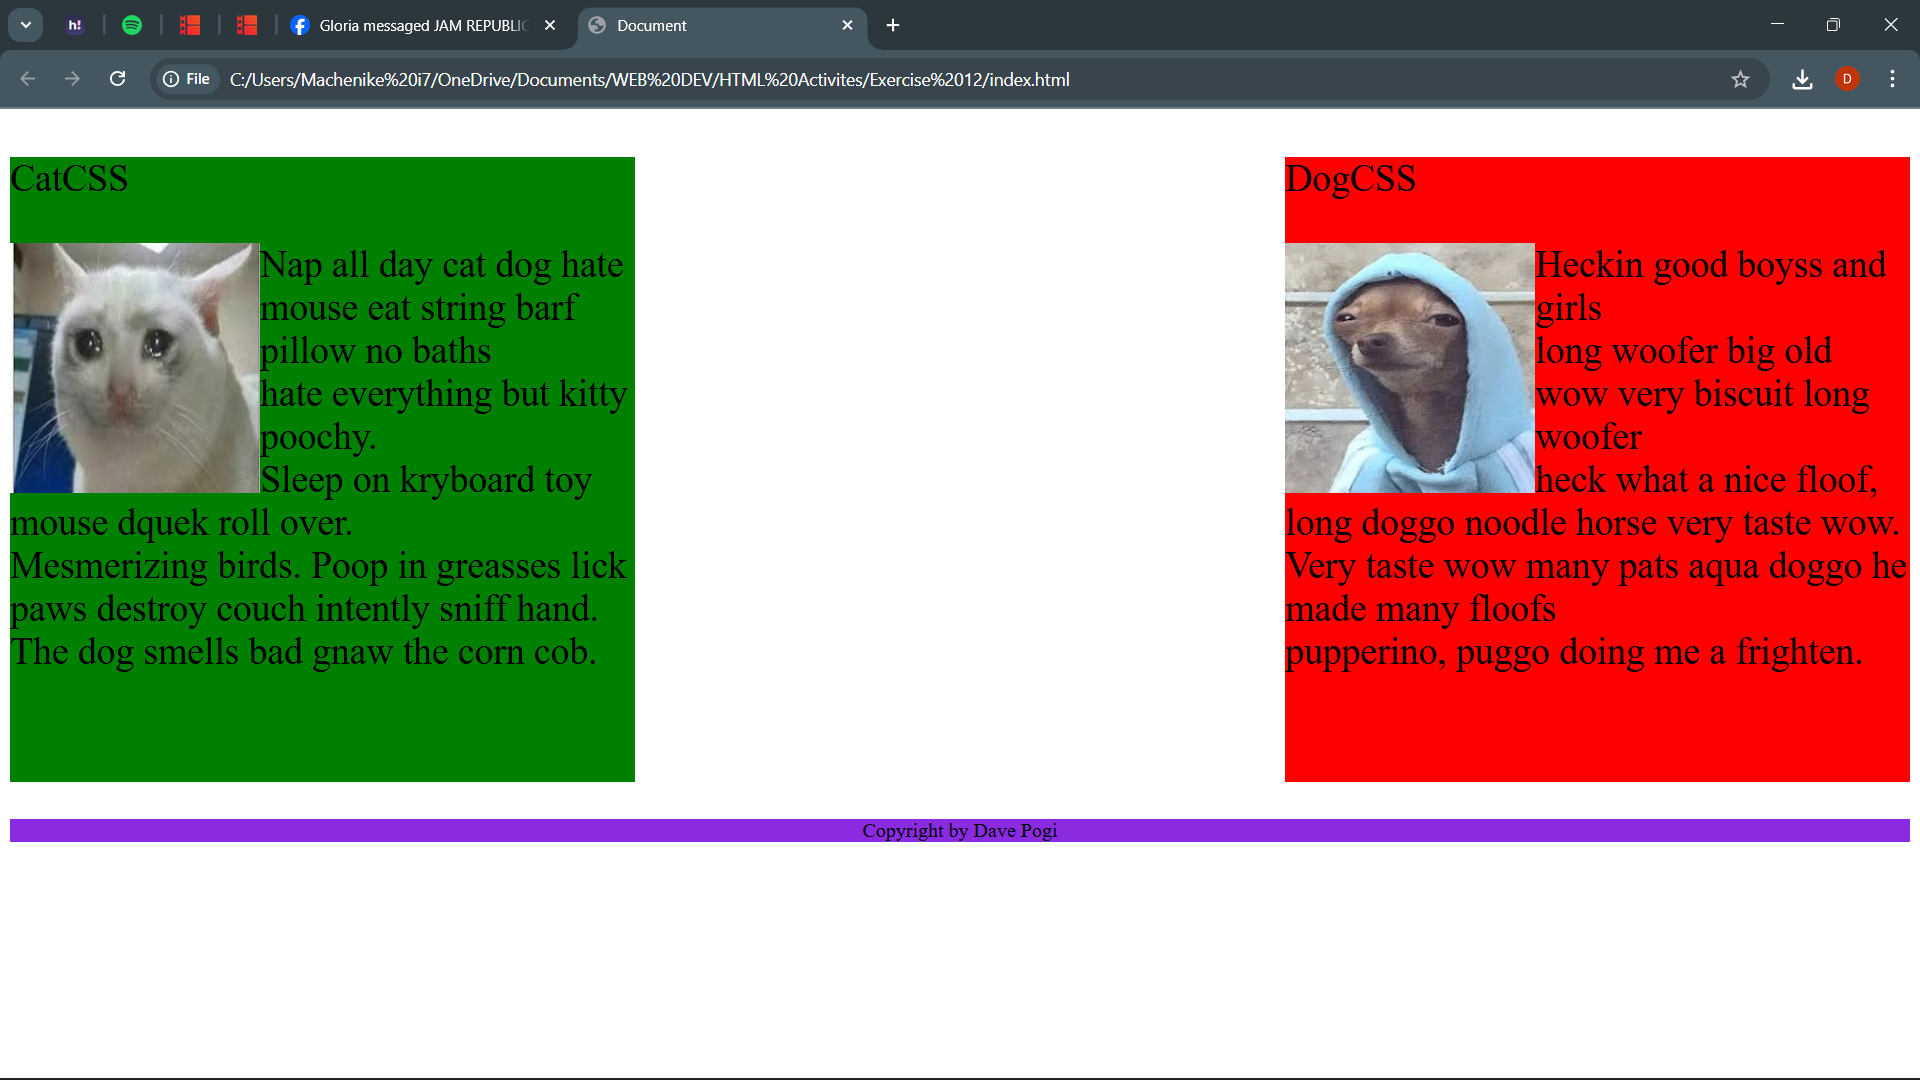 h!
Gloria messaged JAM REPUBLIC
Document
File
C:/Users/Machenike%20i7/OneDrive/Documents/WEB%20DEV/HTML%20Activites/Exercise%2012/index.html
D
CatCSS
Nap all day cat dog hate
mouse eat string barf
pillow no baths
hate everything but kitty
poochy.
Sleep on kryboard toy
mouse dquek roll over.
Mesmerizing birds. Poop in greasses lick
paws destroy couch intently sniff hand.
The dog smells bad gnaw the corn cob.
DogCSS
Heckin good boyss and
girls
long woofer big old
wow very biscuit long
woofer
heck what a nice floof,
long doggo noodle horse very taste wow.
Very taste wow many pats aqua doggo he
made many floofs
pupperino, puggo doing me a frighten.
Copyright by Dave Pogi